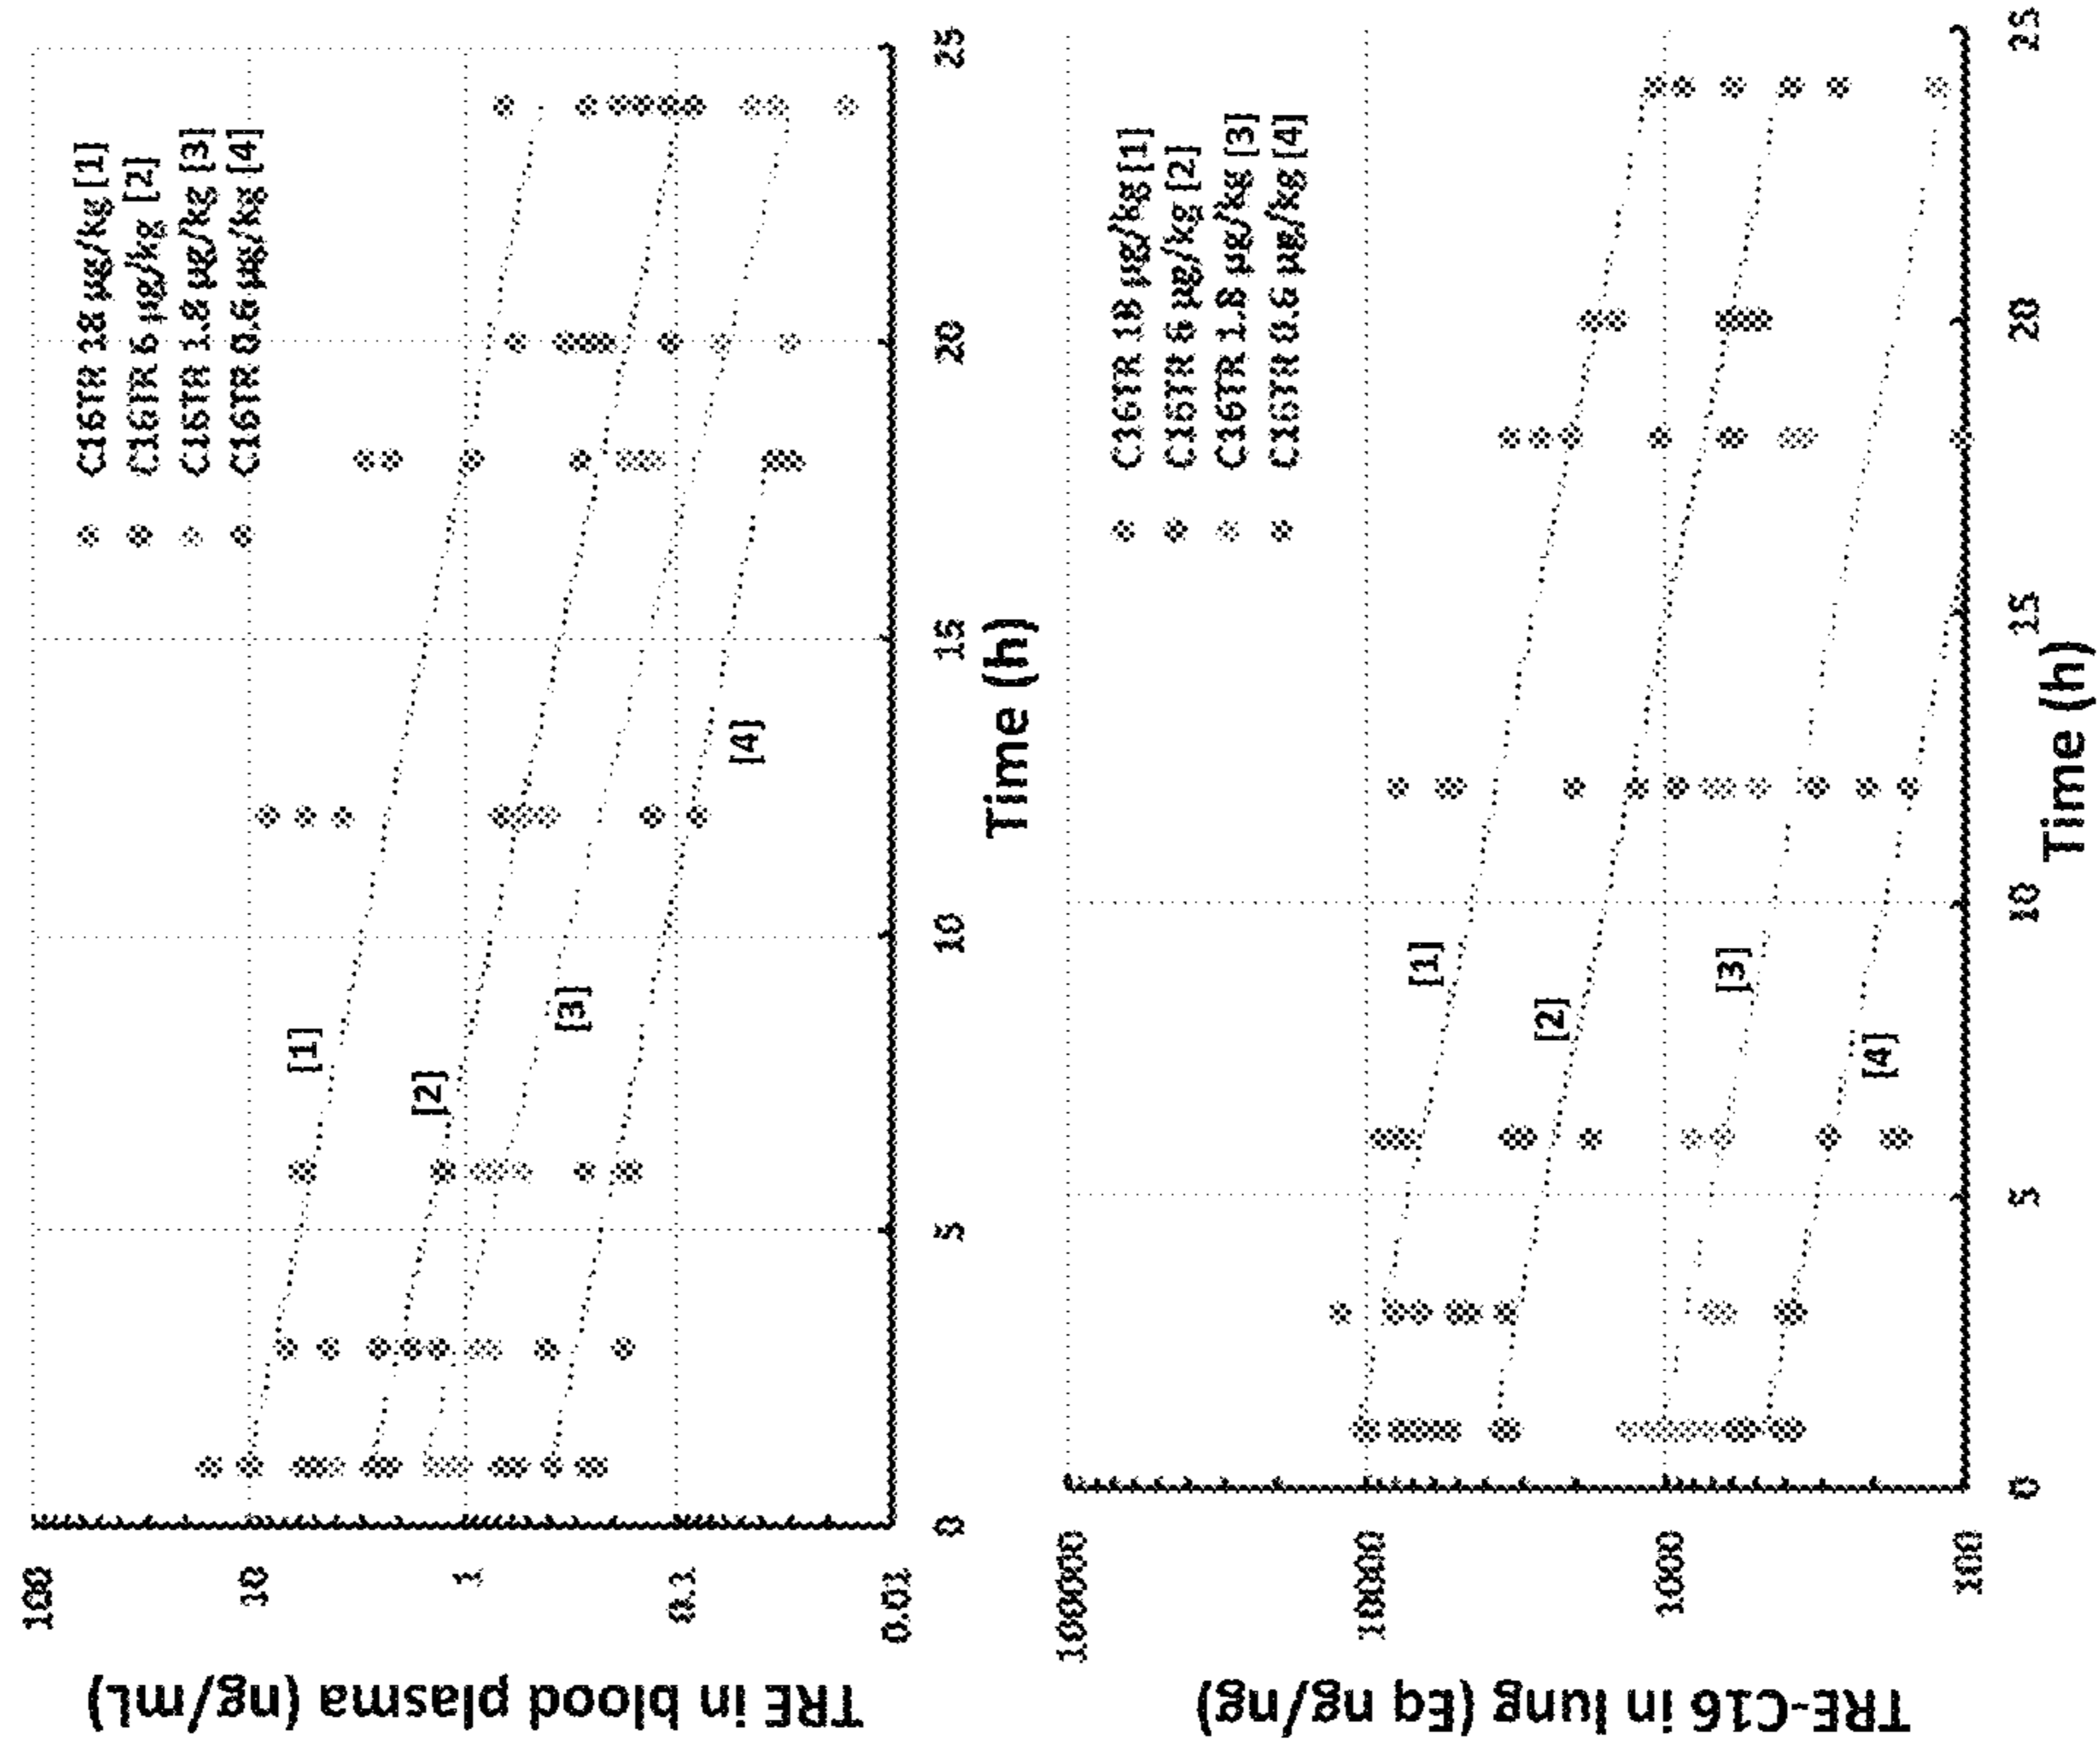 TRE in blood plasma (ng/mL)
100
10
1
0.1
0.01
C16TR 18 µg/kg [1]
C16TR 6 µg/kg [2]
C16TR 1.8 µg/kg [3]
C16TR 0.6 µg/kg [4]
[1]
[2]
[3]
[4]
0
5
10
15
20
25
Time (h)
TRE-C16 in lung (Eq ng/ng)
100000
10000
1000
100
C16TR 18 µg/kg [1]
C16TR 6 µg/kg [2]
C16TR 1.8 µg/kg [3]
C16TR 0.6 µg/kg [4]
[1]
[2]
[3]
[4]
0
5
10
15
20
25
Time (h)